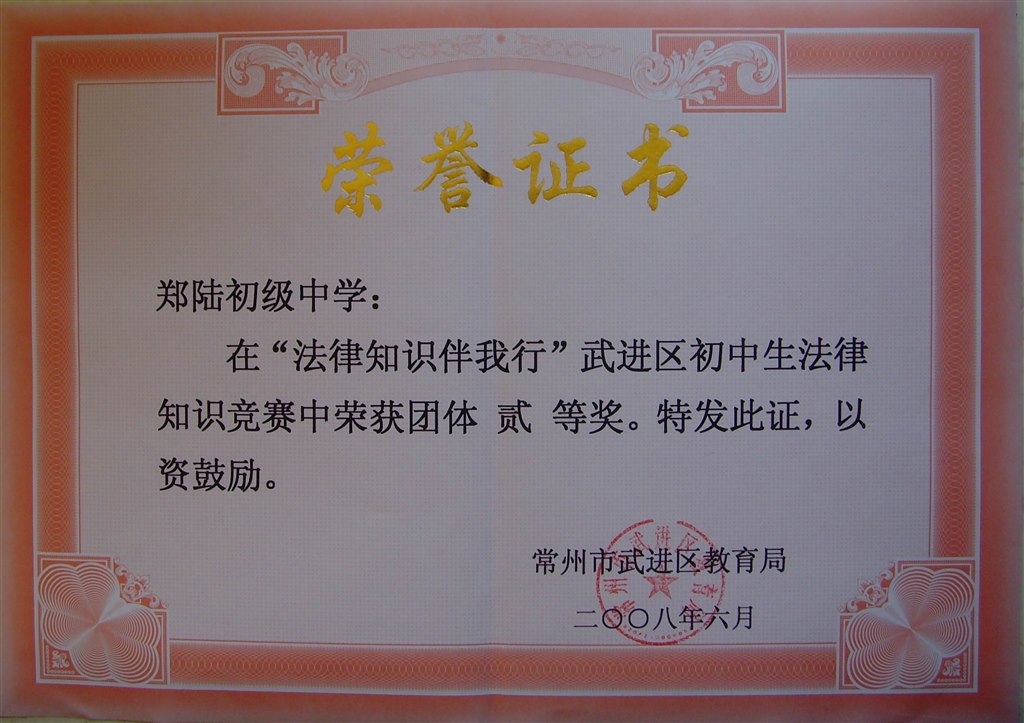 荣誉证书
郑陆初级中学：
在“法律知识伴我行”武进区初中生法律
知识竞赛中荣获团体 贰 等奖。特发此证，以
资鼓励。
常州市武进区教育局
二〇〇八年六月